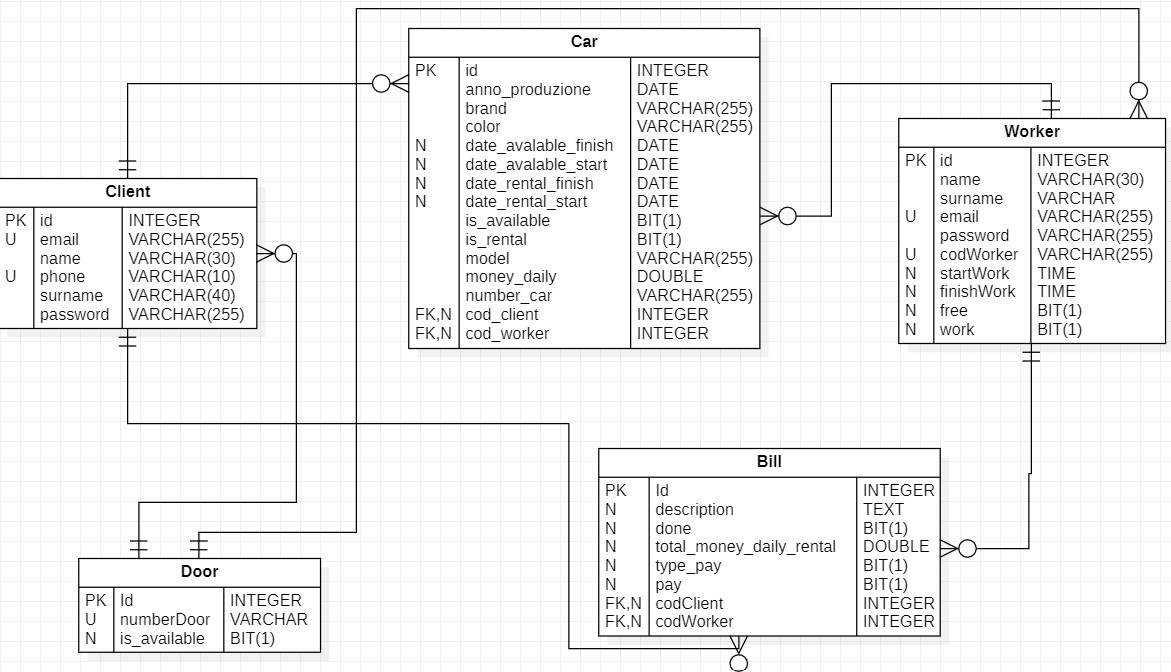 Car
PK id INTEGER
anno_produzione DATE
brand VARCHAR(255)
color VARCHAR(255)
N date_avalable_finish DATE
N date_avalable_start DATE
N date_rental_finish DATE
N date_rental_start DATE
is_available BIT(1)
is_rental BIT(1)
model VARCHAR(255)
money_daily DOUBLE
number_car VARCHAR(255)
FK,N cod_client INTEGER
FK,N cod_worker INTEGER
Worker
PK id INTEGER
name VARCHAR(30)
surname VARCHAR
U email VARCHAR(255)
password VARCHAR(255)
U codWorker VARCHAR(255)
N startWork TIME
N finishWork TIME
N free BIT(1)
N work BIT(1)
Client
PK id INTEGER
U email VARCHAR(255)
name VARCHAR(30)
U phone VARCHAR(10)
surname VARCHAR(40)
password VARCHAR(255)
Bill
PK Id INTEGER
N description TEXT
N done BIT(1)
N total_money_daily_rental DOUBLE
N type_pay BIT(1)
N pay BIT(1)
FK,N codClient INTEGER
FK,N codWorker INTEGER
Door
PK Id INTEGER
U numberDoor VARCHAR
N is_available BIT(1)